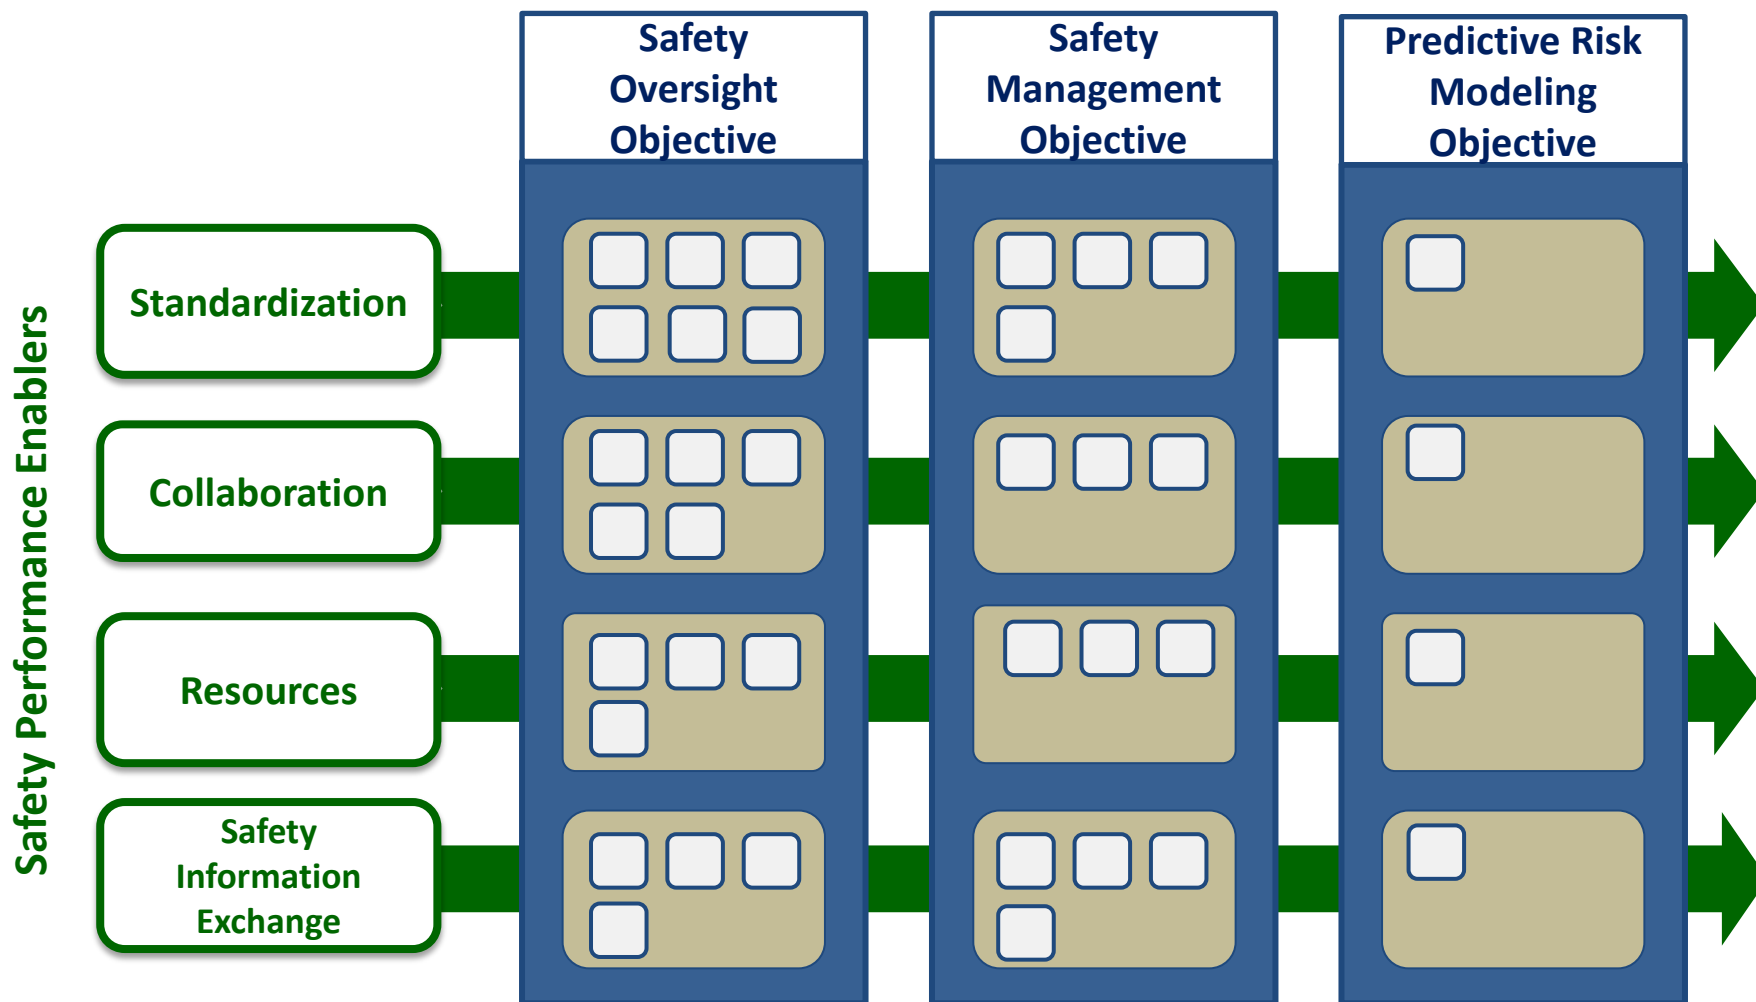 Safety
Oversight
Objective
Safety
Management
Objective
Predictive Risk
Modeling
Objective
Safety Performance Enablers
Standardization
Collaboration
Resources
Safety
Information
Exchange